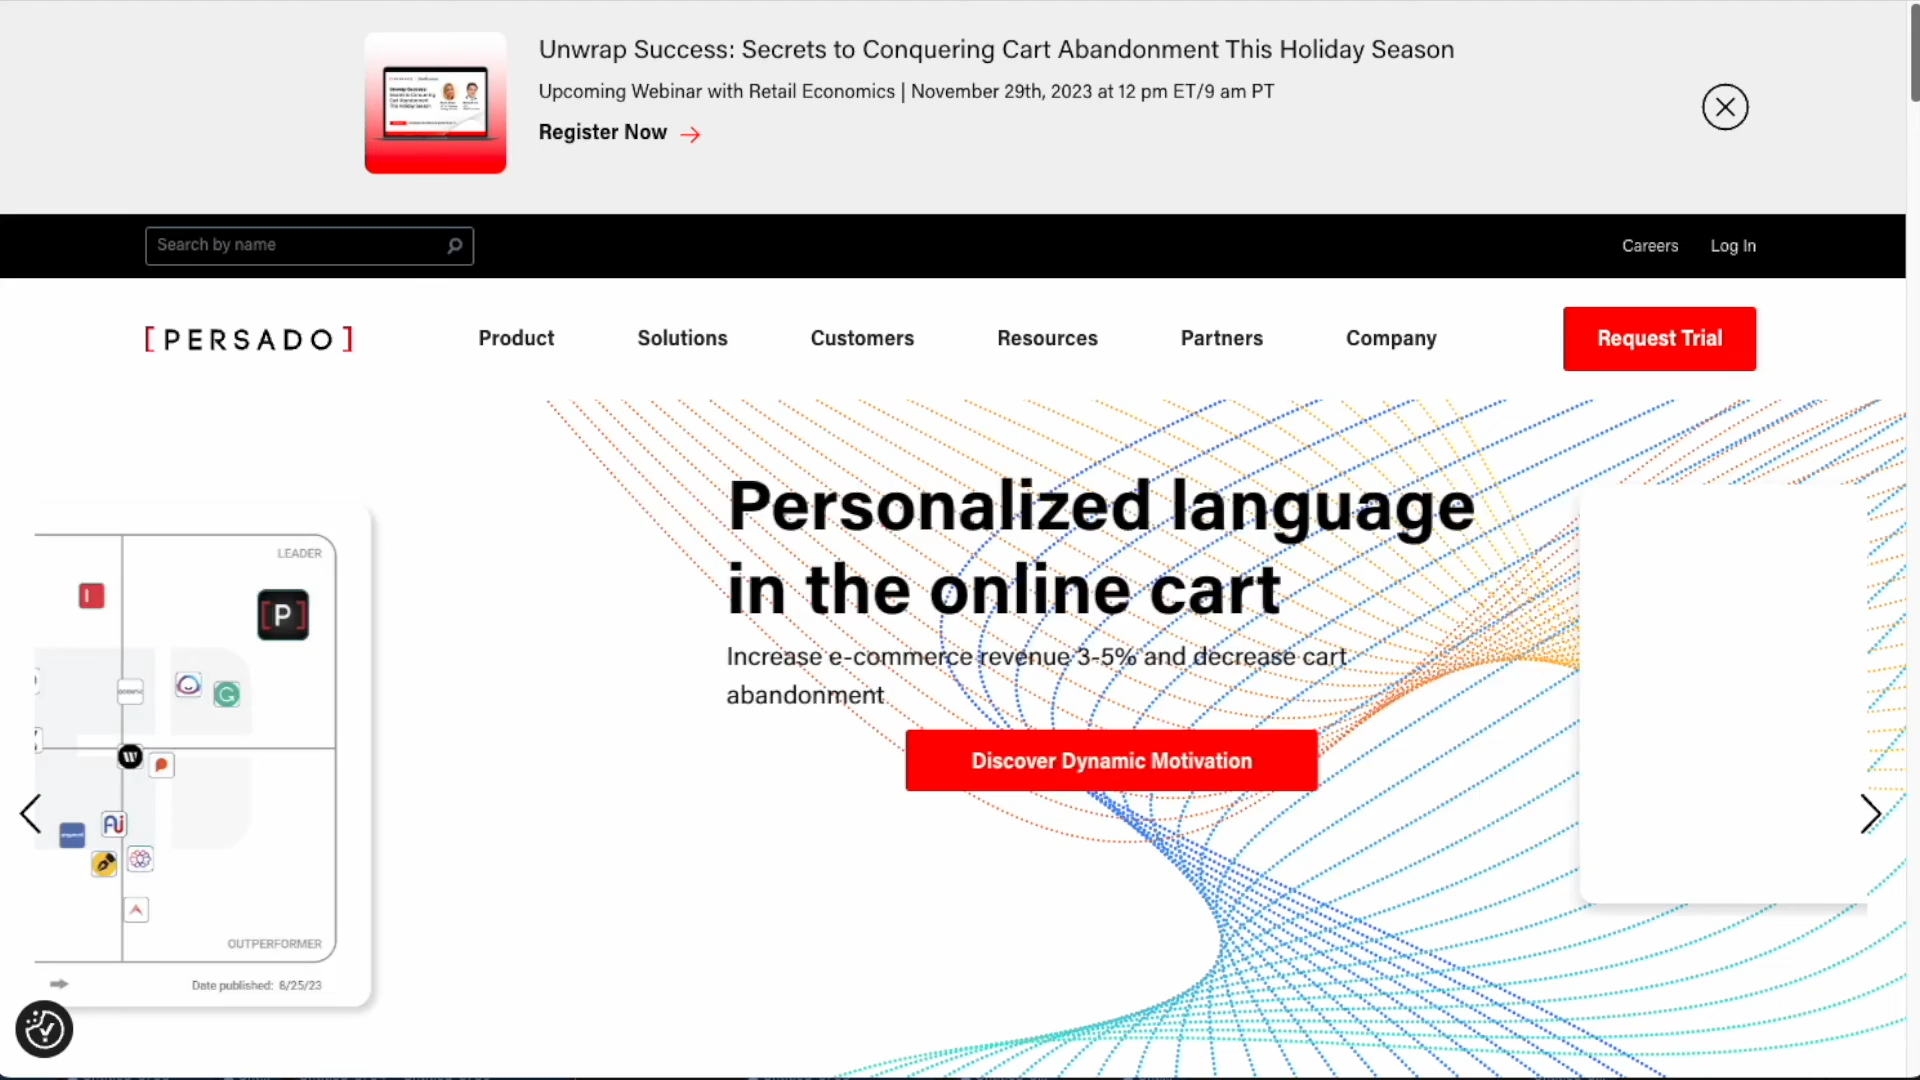 Unwrap Success: Secrets to Conquering Cart Abandonment This Holiday Season
Upcoming Webinar with Retail Economics | November 29th, 2023 at 12 pm ET/9 am PT
Register Now
Search by name
Careers
Log In
[PERSADO]
Product
Solutions
Customers
Resources
Partners
Company
Request Trial
Personalized language
in the online cart
Increase e-commerce revenue 3-5% and decrease cart
abandonment
Discover Dynamic Motivation
LEADER
[P]
OUTPERFORMER
Date published: 8/25/23